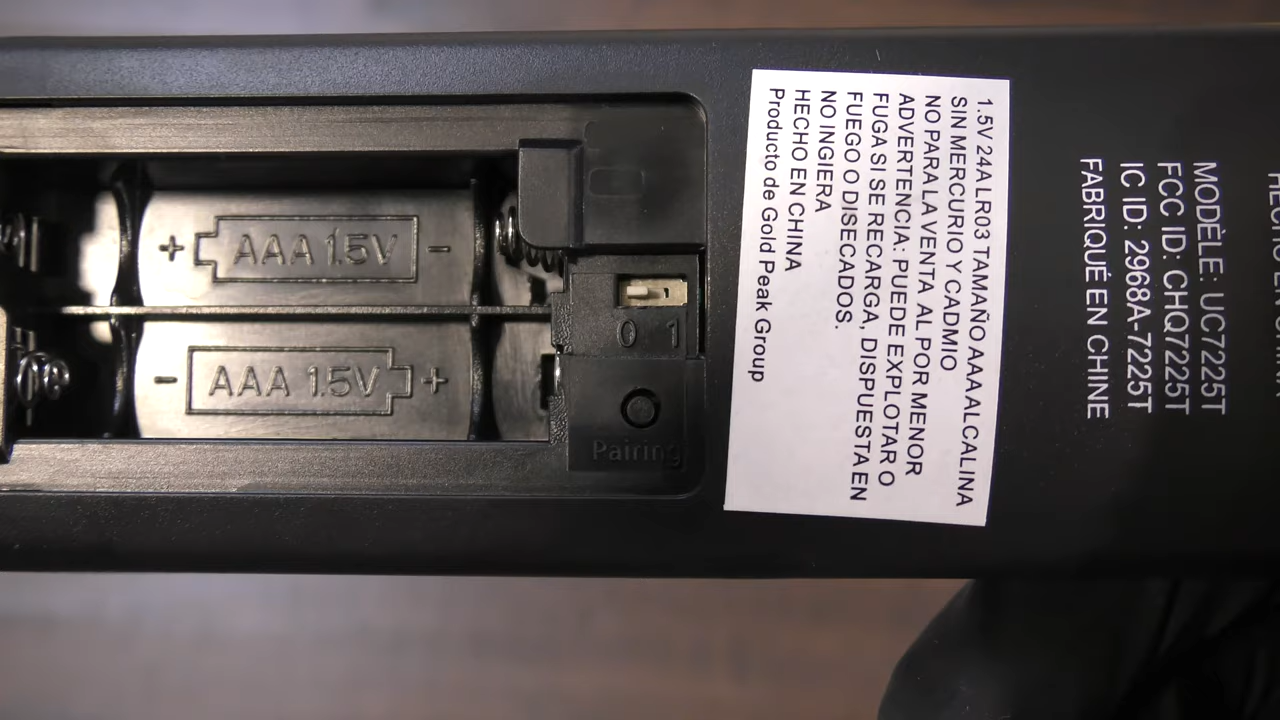 AAA 1.5V
AAA 1.5V
0 1
Pairing
1.5V 24A LR03 TAMAÑO AAA ALCALINA
SIN MERCURIO Y CADMIO
NO PARA LA VENTA AL POR MENOR
ADVERTENCIA: PUEDE EXPLOTAR O
FUGA SI SE RECARGA, DISPUESTA EN
FUEGO O DISECADOS.
NO INGIERA
HECHO EN CHINA
Producto de Gold Peak Group
MODÈLE: UC7225T
FCC ID: CHQ7225T
IC ID: 2968A-7225T
FABRIQUÉ EN CHINE